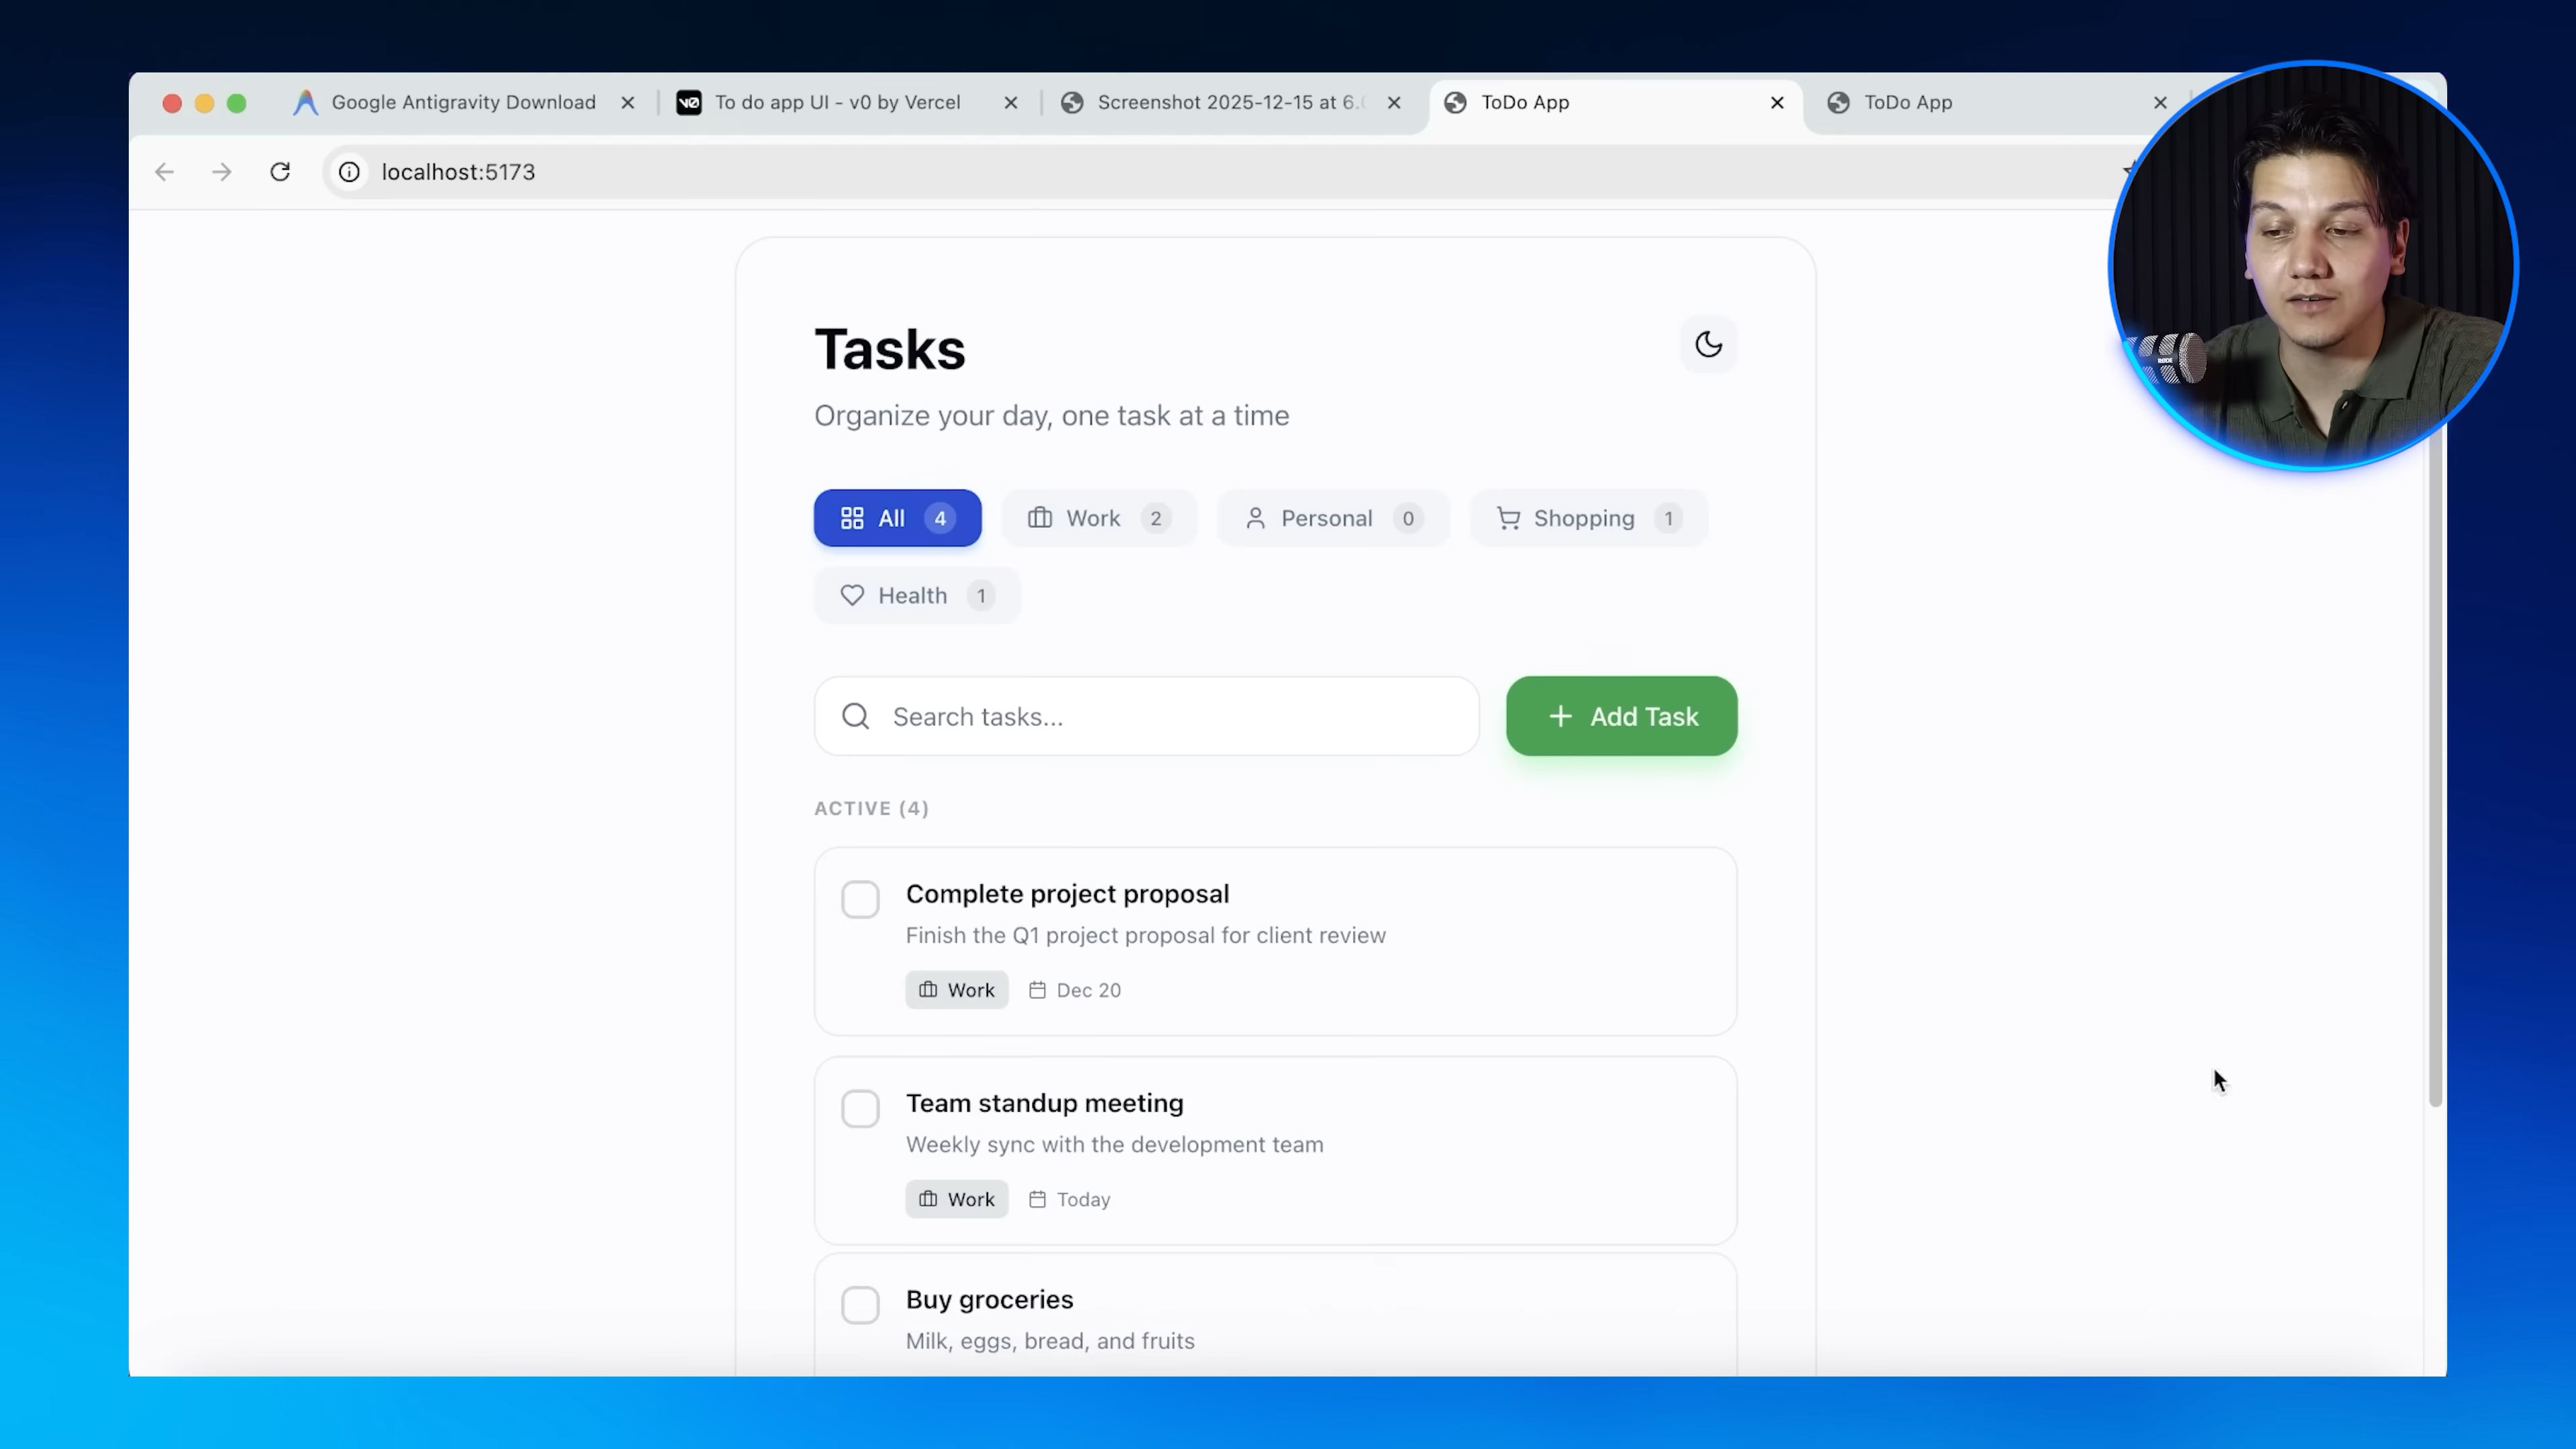 Google Antigravity Download
v0 To do app UI - v0 by Vercel
Screenshot 2025-12-15 at 6.
ToDo App
ToDo App
localhost:5173
Tasks
Organize your day, one task at a time
All 4
Work 2
Personal 0
Shopping 1
Health 1
Search tasks...
+ Add Task
ACTIVE (4)
Complete project proposal
Finish the Q1 project proposal for client review
Work Dec 20
Team standup meeting
Weekly sync with the development team
Work Today
Buy groceries
Milk, eggs, bread, and fruits
RØDE